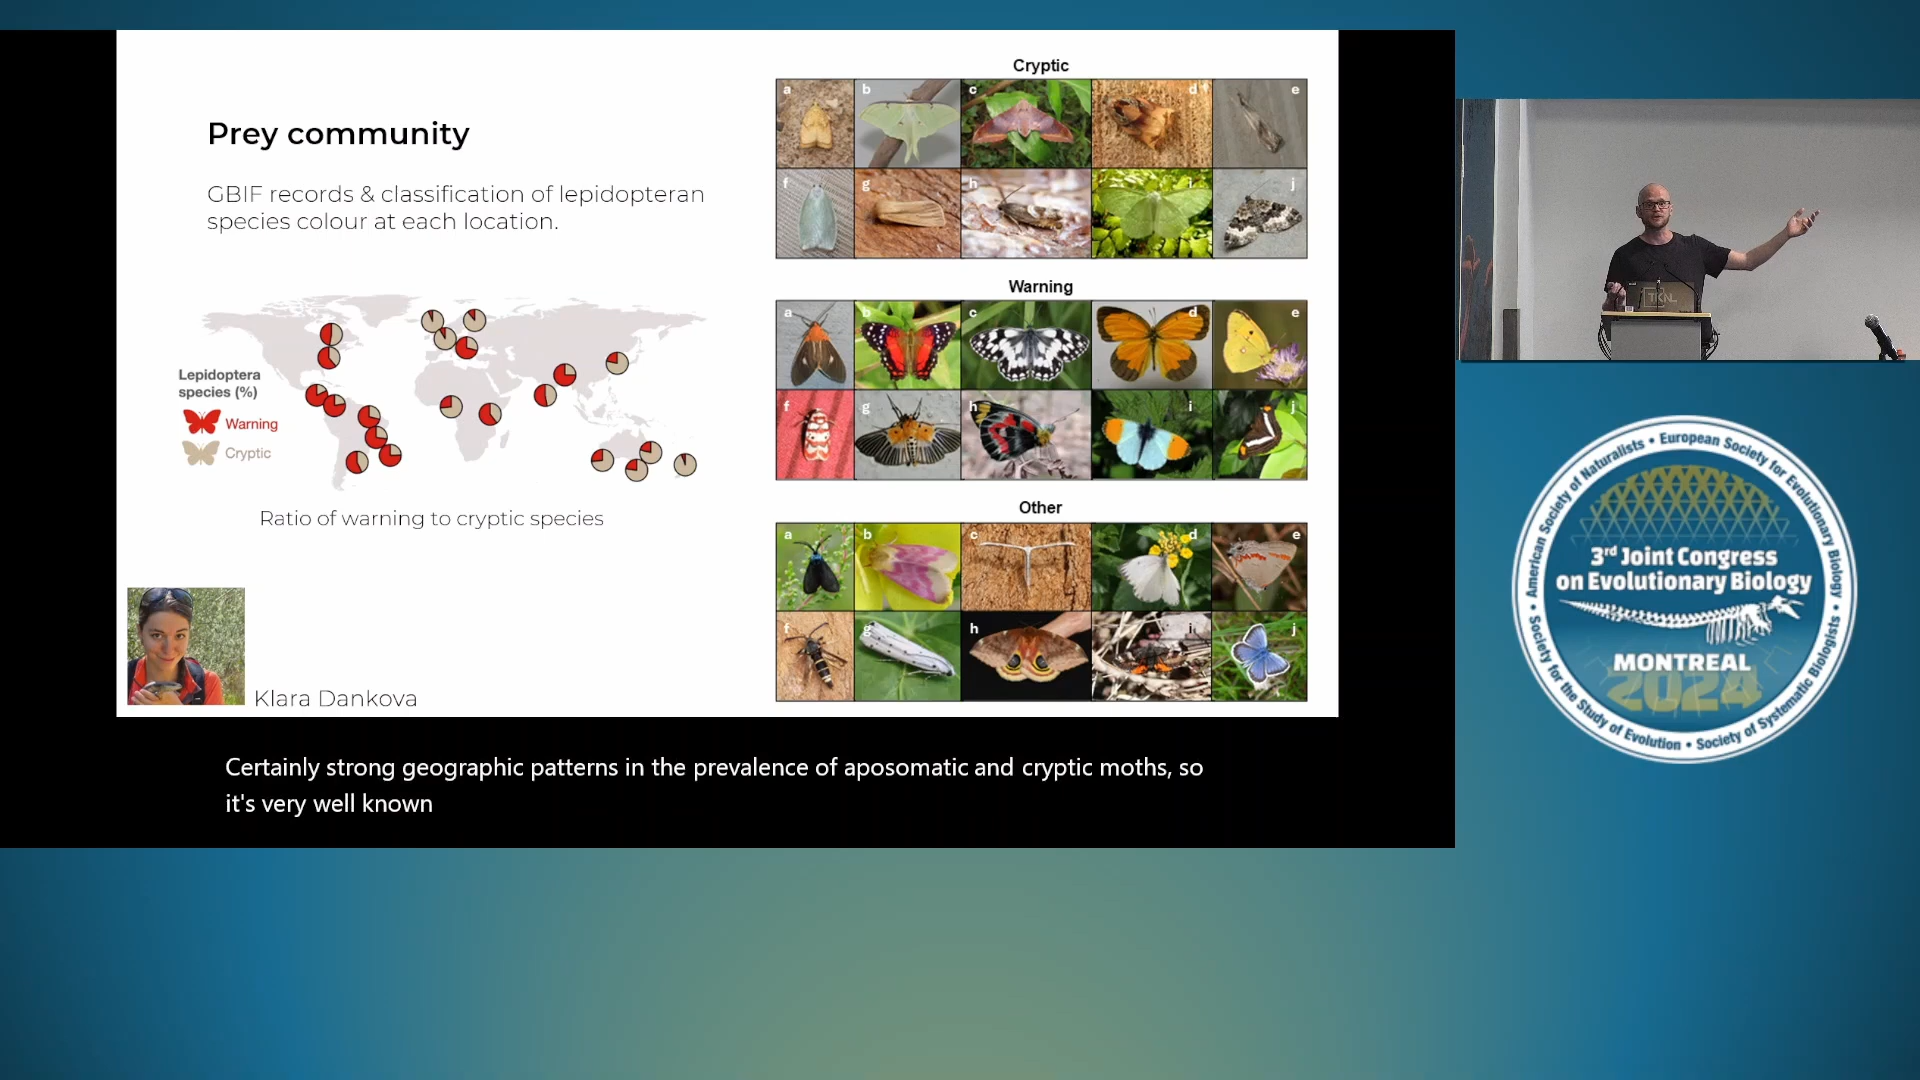 Prey community
GBIF records & classification of lepidopteran
species colour at each location.
Lepidoptera
species (%)
Warning
Cryptic
Ratio of warning to cryptic species
Klara Dankova
Cryptic
a b c d e
f g h i j
Warning
a b c d e
f g h i j
Other
a b c d e
f g h i j
Certainly strong geographic patterns in the prevalence of aposomatic and cryptic moths, so
it's very well known
American Society of Naturalists • European Society for Evolutionary Biology • Society of Systematic Biologists • Society for the Study of Evolution •
3rd Joint Congress
on Evolutionary Biology
MONTREAL
2024